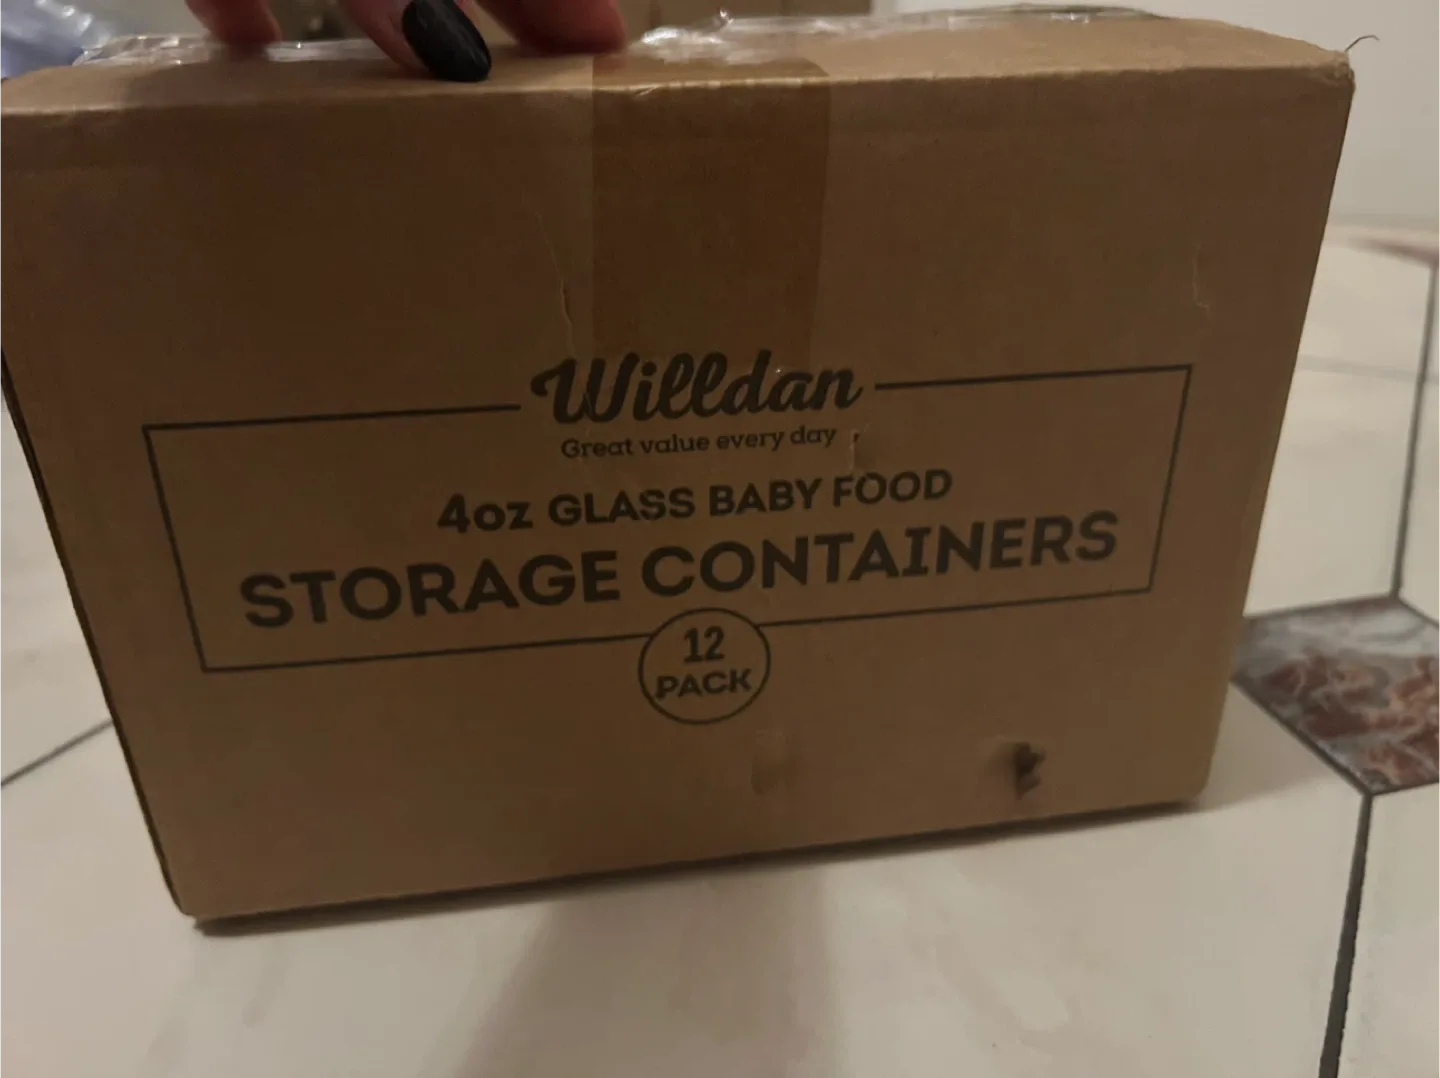 Willdan
Great value every day
4oz GLASS BABY FOOD
STORAGE CONTAINERS
12
PACK